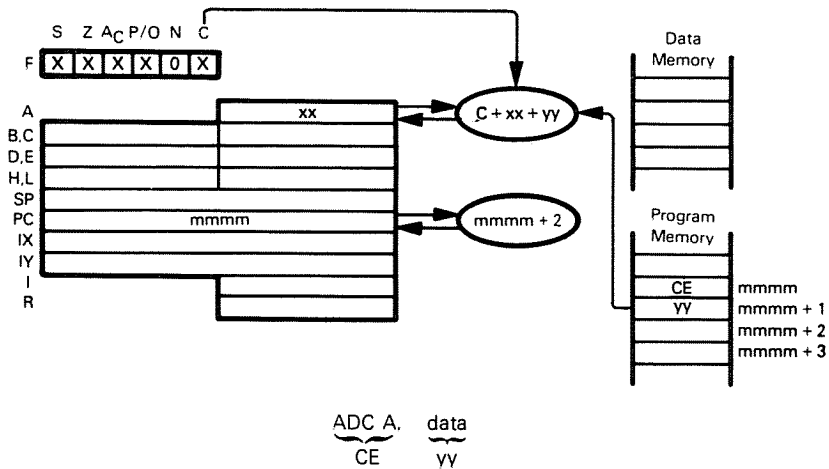 S Z AC P/O N C
F X X X X 0 X
Data
Memory
A xx
C + xx + yy
B,C
D,E
H,L
SP
PC mmmm
mmmm + 2
IX
IY
I
R
Program
Memory
CE mmmm
yy mmmm + 1
mmmm + 2
mmmm + 3
ADC A, data
CE yy